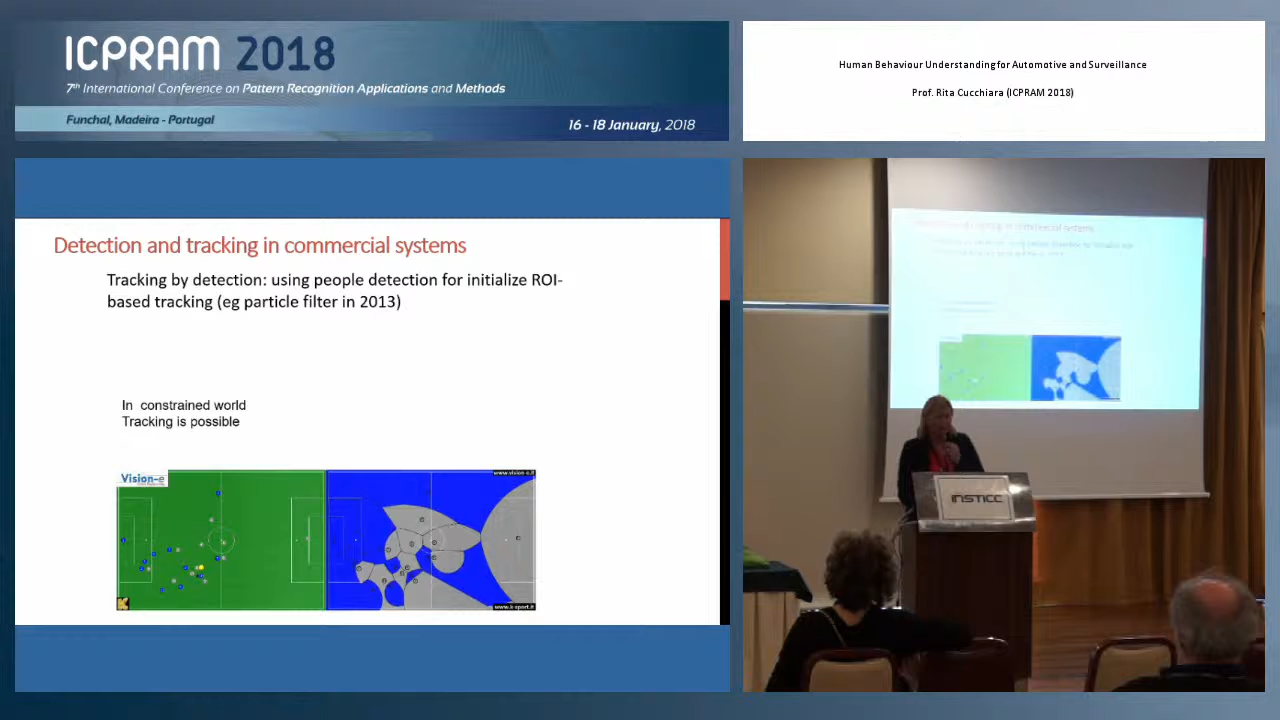 ICPRAM 2018
7th International Conference on Pattern Recognition Applications and Methods
Funchal, Madeira - Portugal
16 - 18 January, 2018
Human Behaviour Understanding for Automotive and Surveillance
Prof. Rita Cucchiara (ICPRAM 2018)
Detection and tracking in commercial systems
Tracking by detection: using people detection for initialize ROI-
based tracking (eg particle filter in 2013)
In constrained world
Tracking is possible
Vision-e
www.vision-e.it
www.k-sport.it
INSTICC